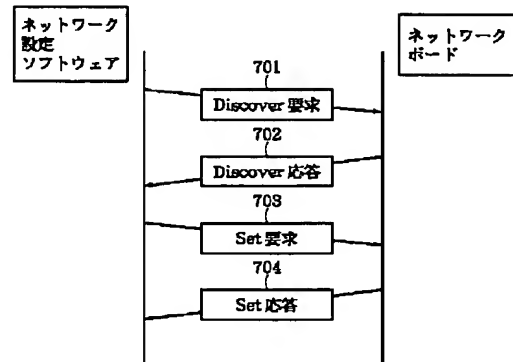 ネットワーク
設定
ソフトウェア
ネットワーク
ボード
701
Discover 要求
702
Discover 応答
703
Set 要求
704
Set 応答